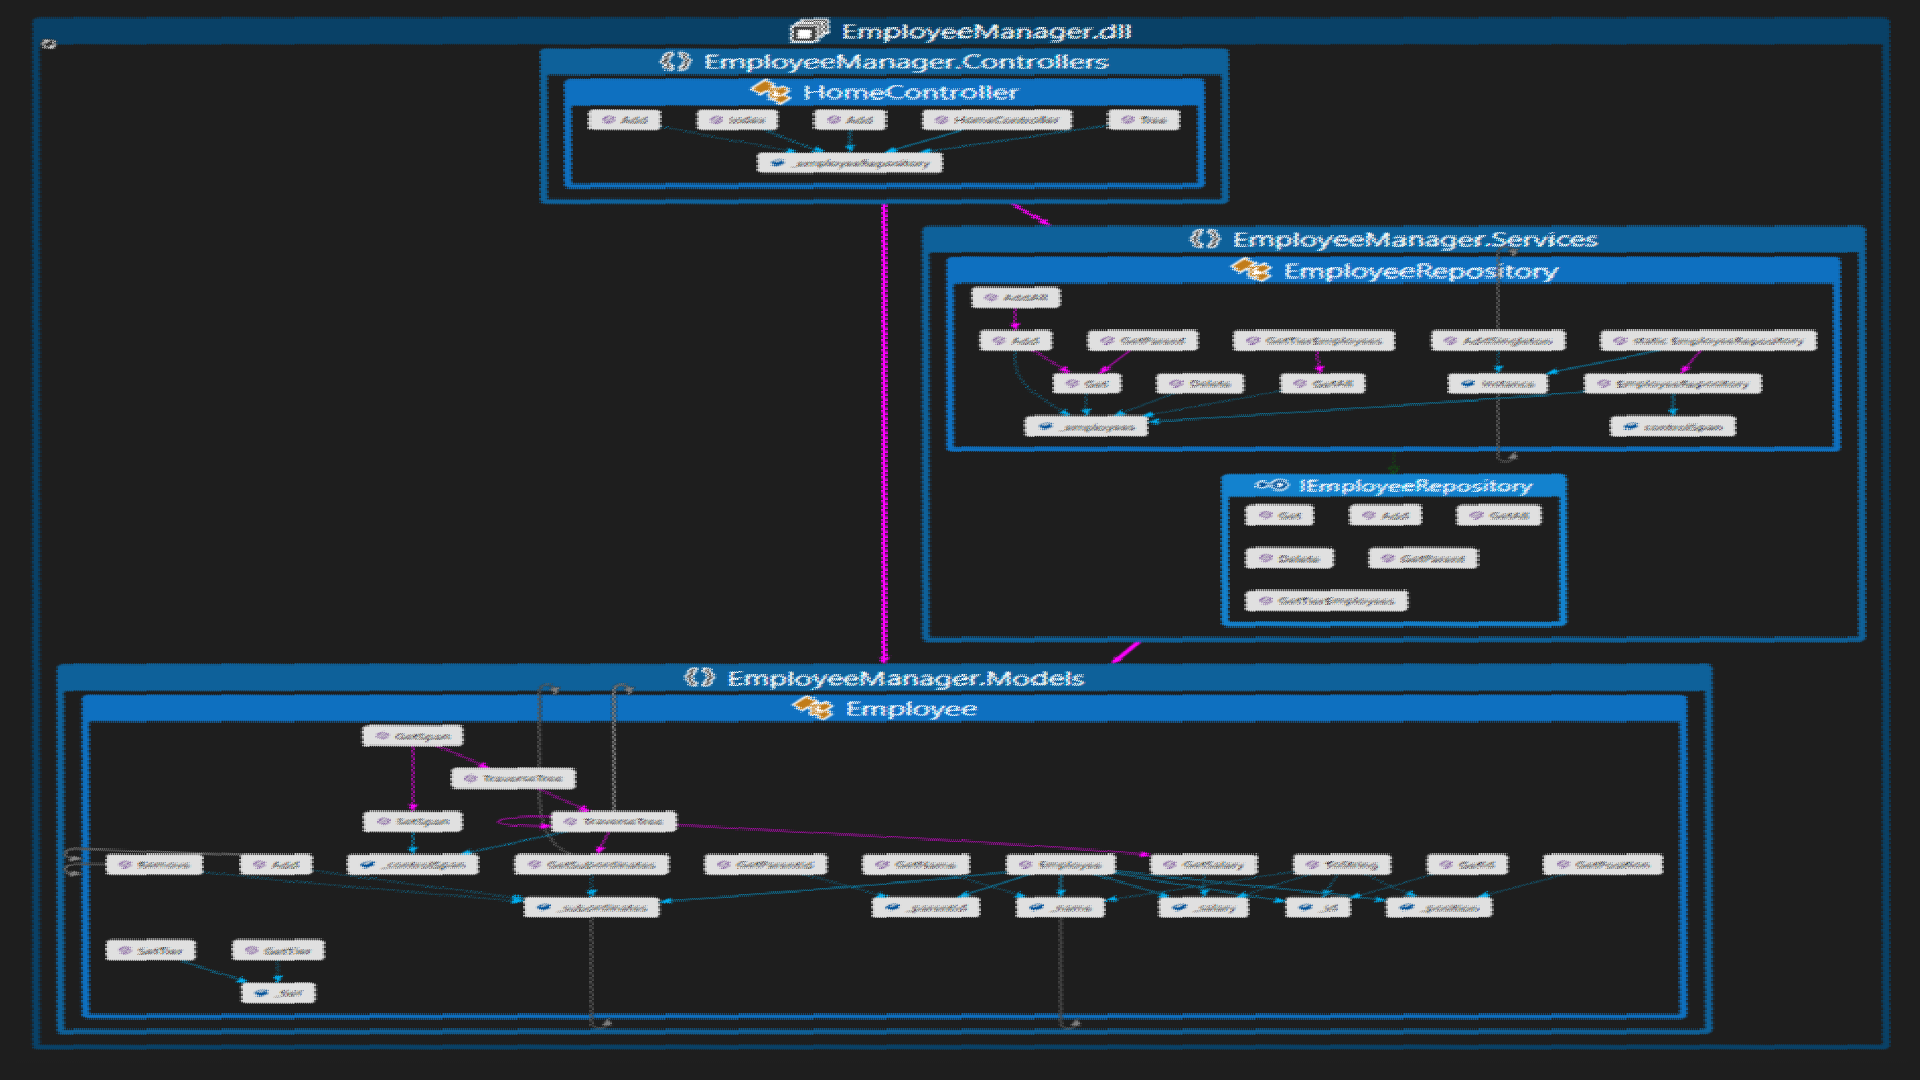 EmployeeManager.dll
EmployeeManager.Controllers
HomeController
Add
Index
Add
HomeController
Tree
_employeeRepository
EmployeeManager.Services
EmployeeRepository
AddAll
Add
GetParent
GetTierEmployees
AddSingleton
static EmployeeRepository
Get
Delete
GetAll
Instance
EmployeeRepository
_employees
controlSpan
IEmployeeRepository
Get
Add
GetAll
Delete
GetParent
GetTierEmployees
EmployeeManager.Models
Employee
GetSpan
TraverseTree
SetSpan
TraverseTree
Remove
Add
_controlSpan
GetSubordinates
GetParentId
GetName
Employee
GetSalary
ToString
GetId
GetPosition
_subordinates
_parentId
_name
_salary
_id
_position
SetTier
GetTier
_tier